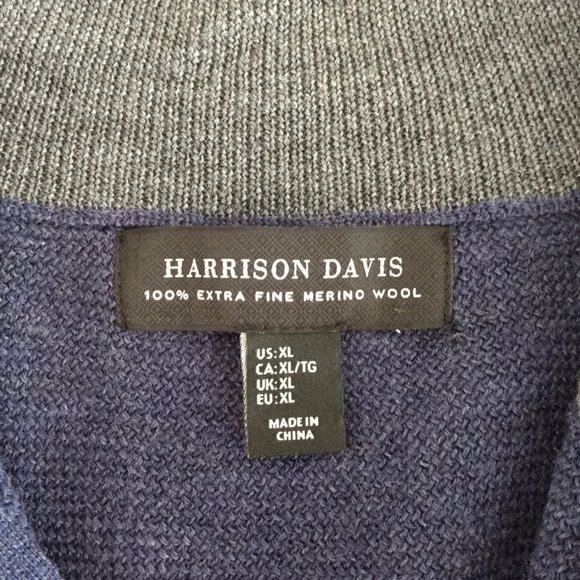 HARRISON DAVIS
100% EXTRA FINE MERINO WOOL
US:XL
CA:XL/TG
UK:XL
EU:XL
MADE IN
CHINA